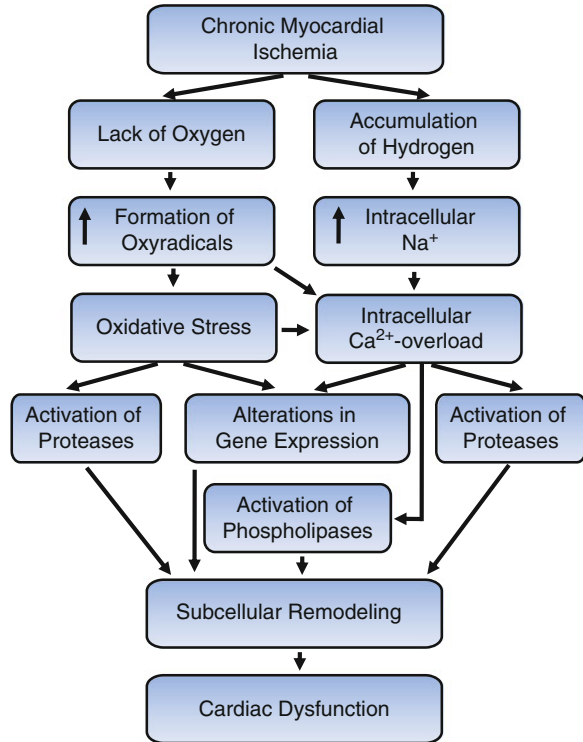 Chronic Myocardial
Ischemia
Lack of Oxygen
Accumulation
of Hydrogen
Formation of
Oxyradicals
Intracellular
Na⁺
Oxidative Stress
Intracellular
Ca²⁺-overload
Activation of
Proteases
Alterations in
Gene Expression
Activation of
Proteases
Activation of
Phospholipases
Subcellular Remodeling
Cardiac Dysfunction